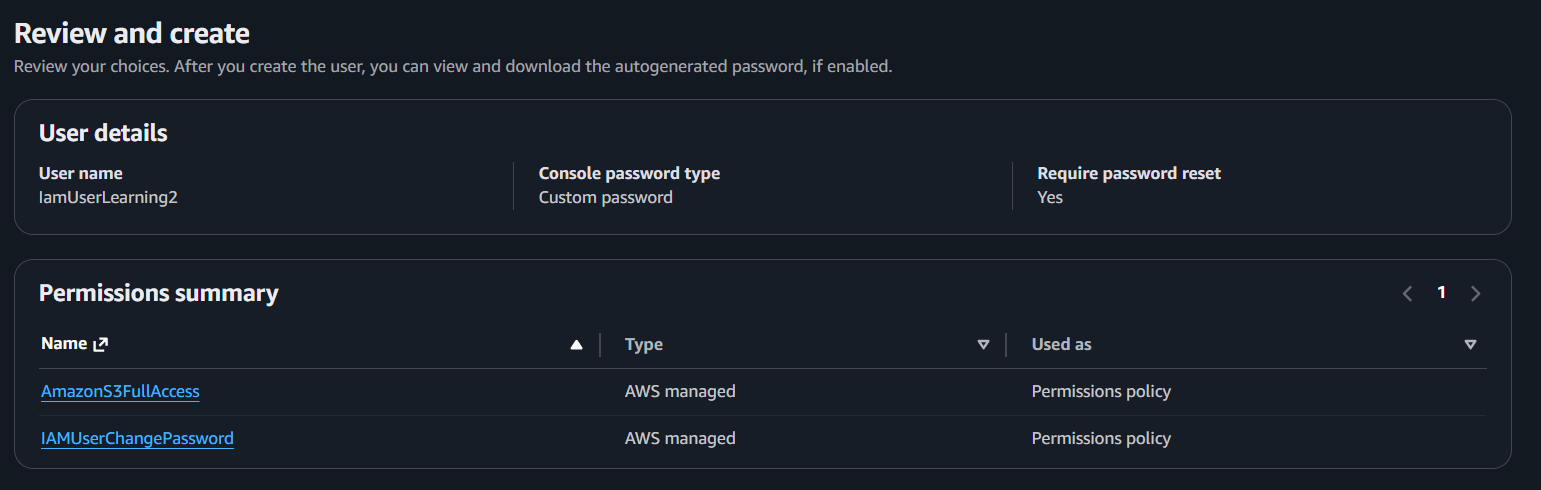 Review and create
Review your choices. After you create the user, you can view and download the autogenerated password, if enabled.
User details
User name
IamUserLearning2
Console password type
Custom password
Require password reset
Yes
Permissions summary
1
Name Type Used as
AmazonS3FullAccess AWS managed Permissions policy
IAMUserChangePassword AWS managed Permissions policy